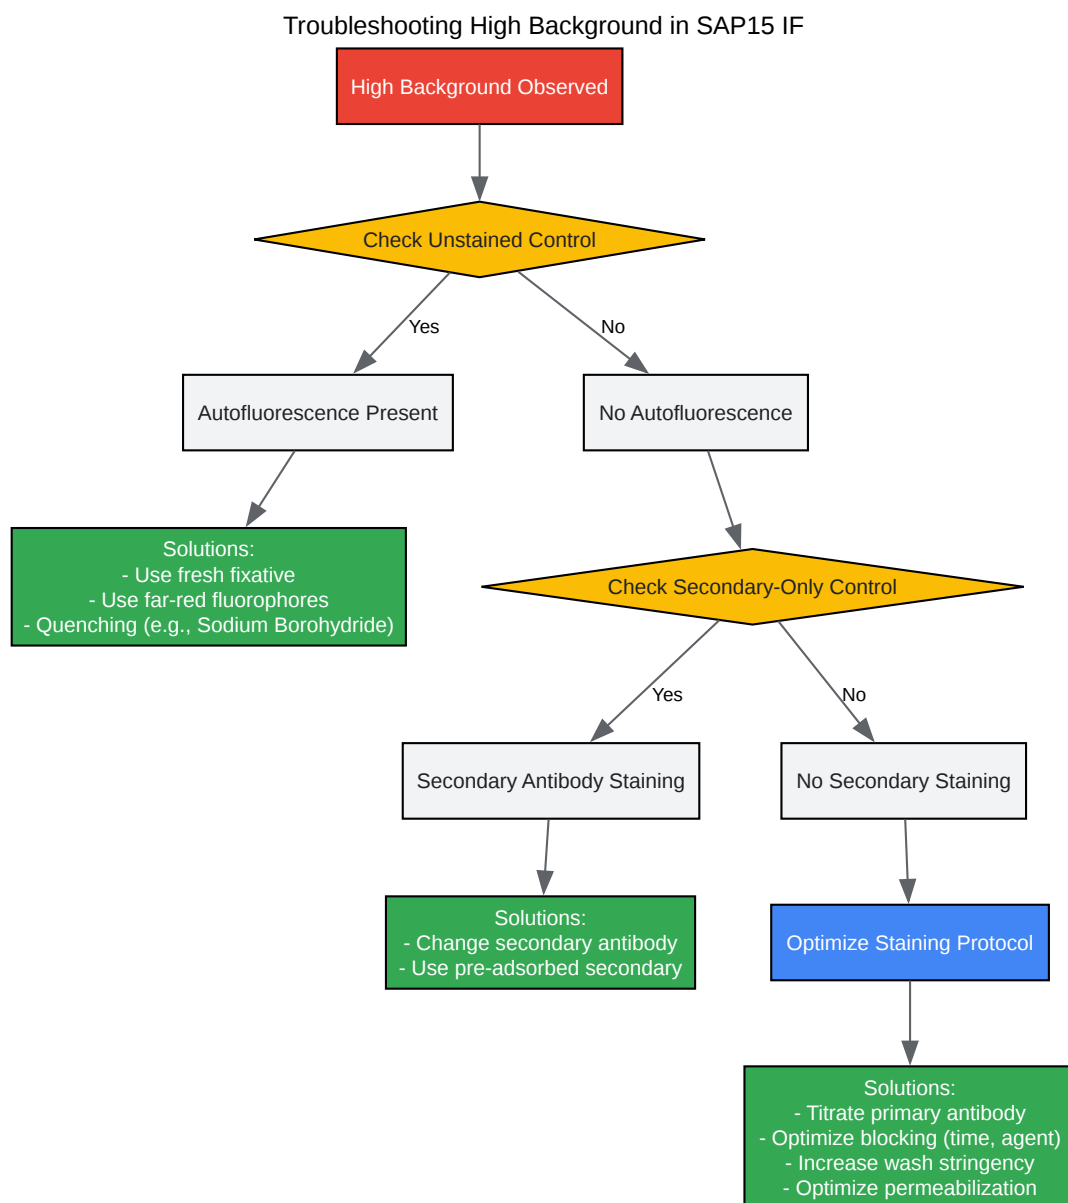 Troubleshooting High Background in SAP15 IF
High Background Observed
Check Unstained Control
Yes
No
Autofluorescence Present
No Autofluorescence
Solutions:
- Use fresh fixative
- Use far-red fluorophores
- Quenching (e.g., Sodium Borohydride)
Check Secondary-Only Control
Yes
No
Secondary Antibody Staining
No Secondary Staining
Solutions:
- Change secondary antibody
- Use pre-adsorbed secondary
Optimize Staining Protocol
Solutions:
- Titrate primary antibody
- Optimize blocking (time, agent)
- Increase wash stringency
- Optimize permeabilization